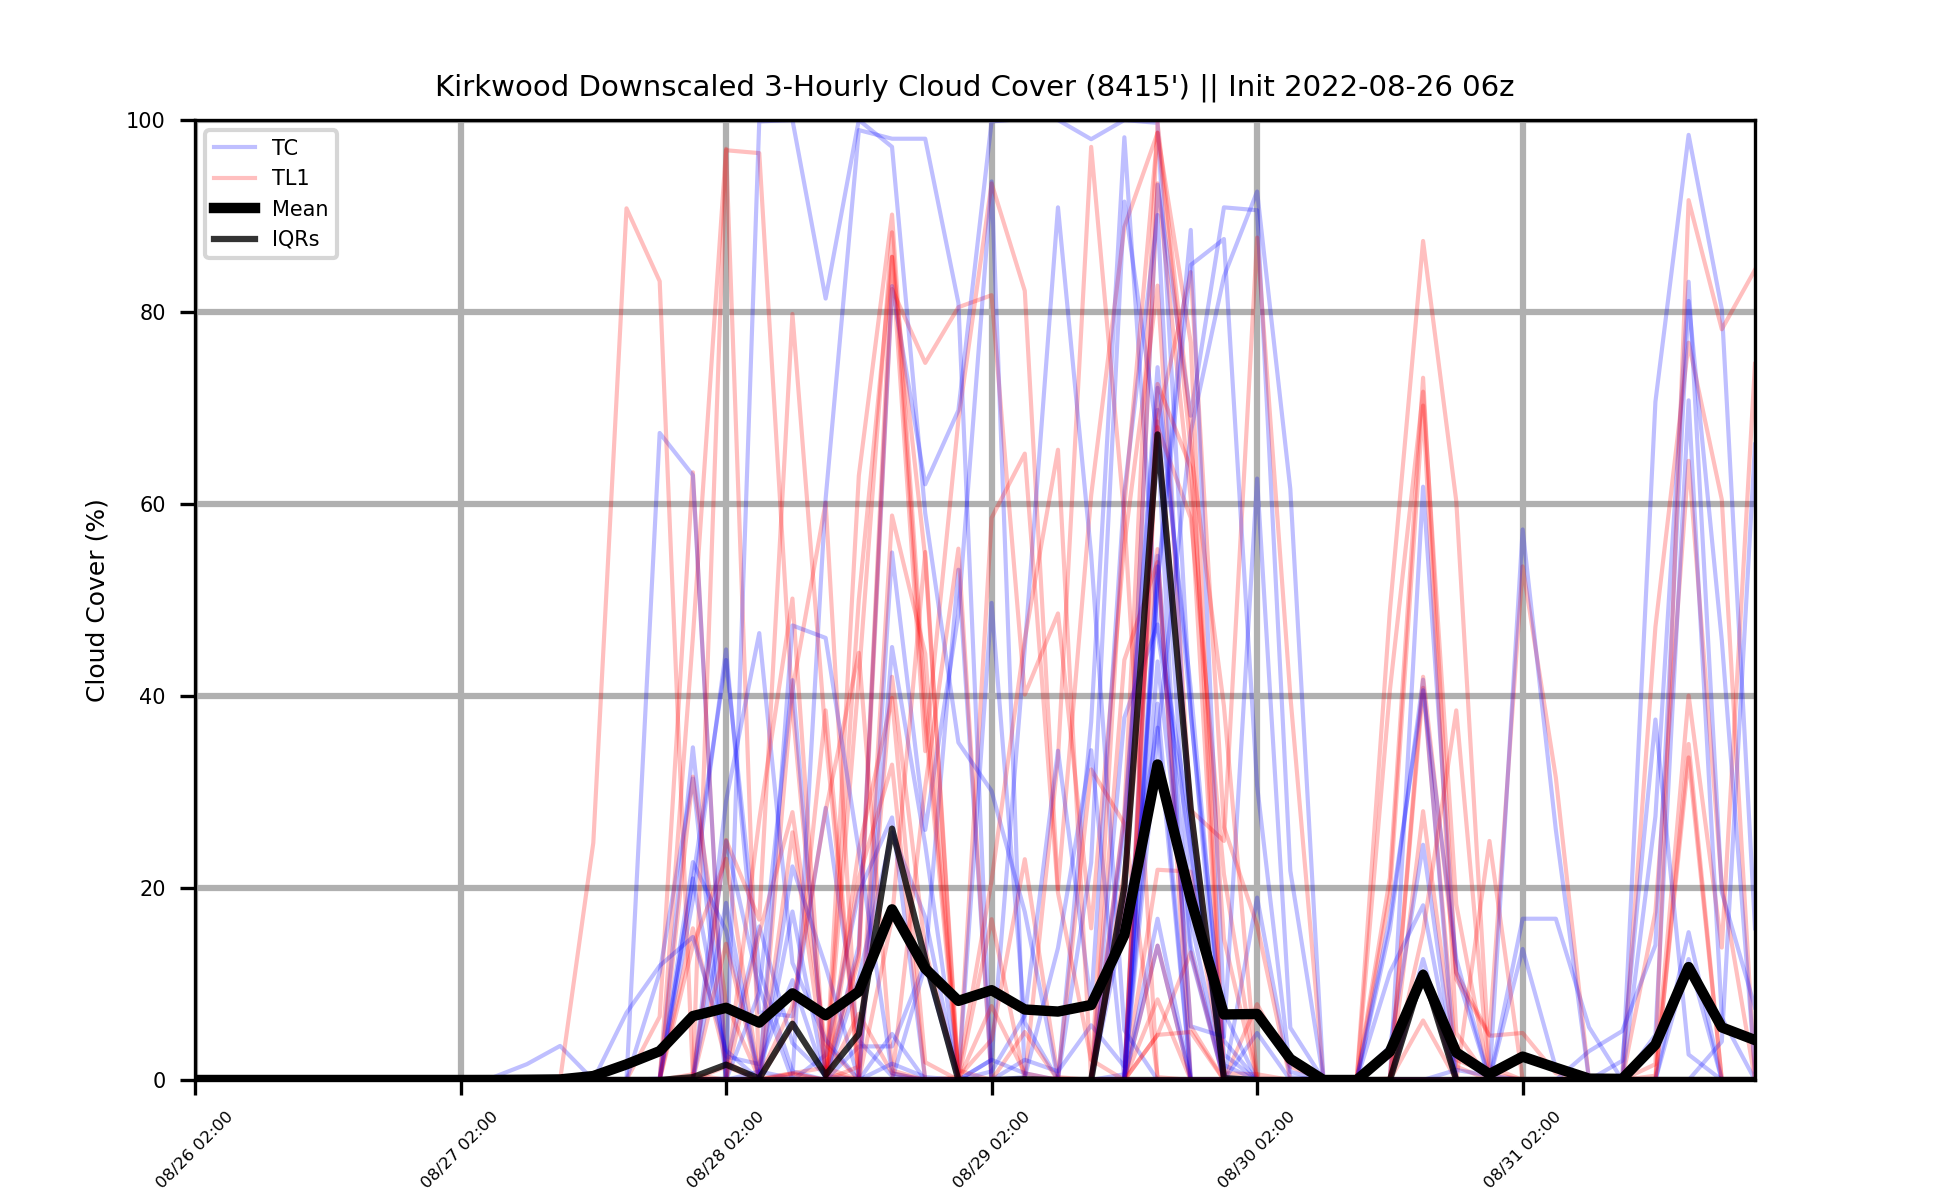 Kirkwood Downscaled 3-Hourly Cloud Cover (8415') || Init 2022-08-26 06z
100
80
60
40
20
0
Cloud Cover (%)
TC
TL1
Mean
IQRs
08/26 02:00
08/27 02:00
08/28 02:00
08/29 02:00
08/30 02:00
08/31 02:00